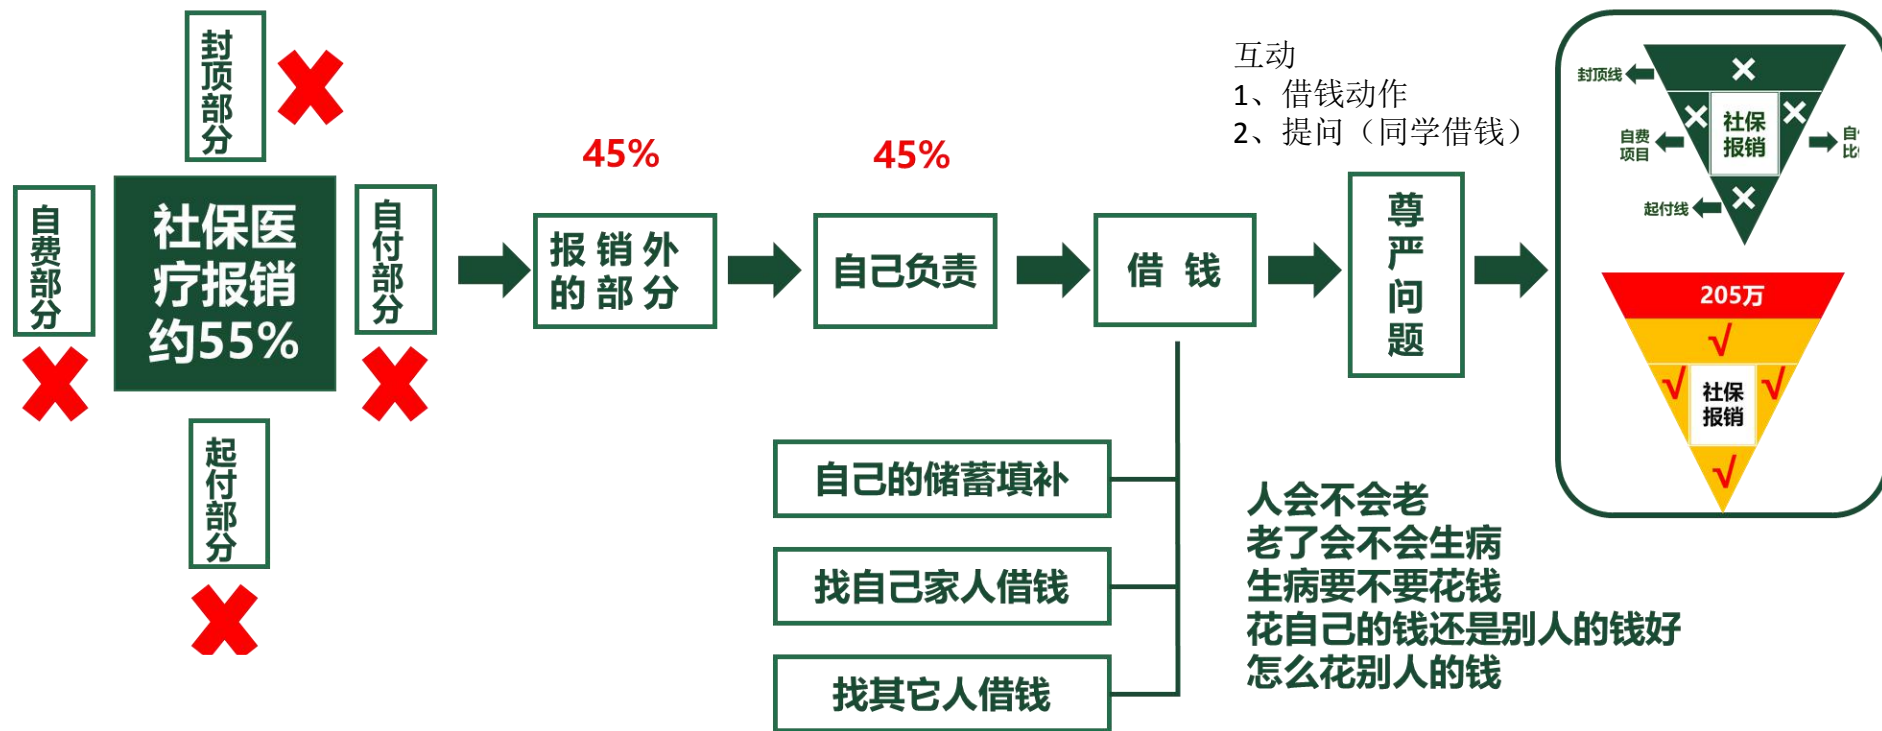 封顶部分
自费部分
社保医
疗报销
约55%
自付部分
起付部分
45%
报销外
的部分
45%
自己负责
借钱
自己的储蓄填补
找自己家人借钱
找其它人借钱
互动
1、借钱动作
2、提问（同学借钱）
尊严问题
人会不会老
老了会不会生病
生病要不要花钱
花自己的钱还是别人的钱好
怎么花别人的钱
封顶线
自费
项目
社保
报销
自
比
起付线
205万
√
√
√
社保
报销
√